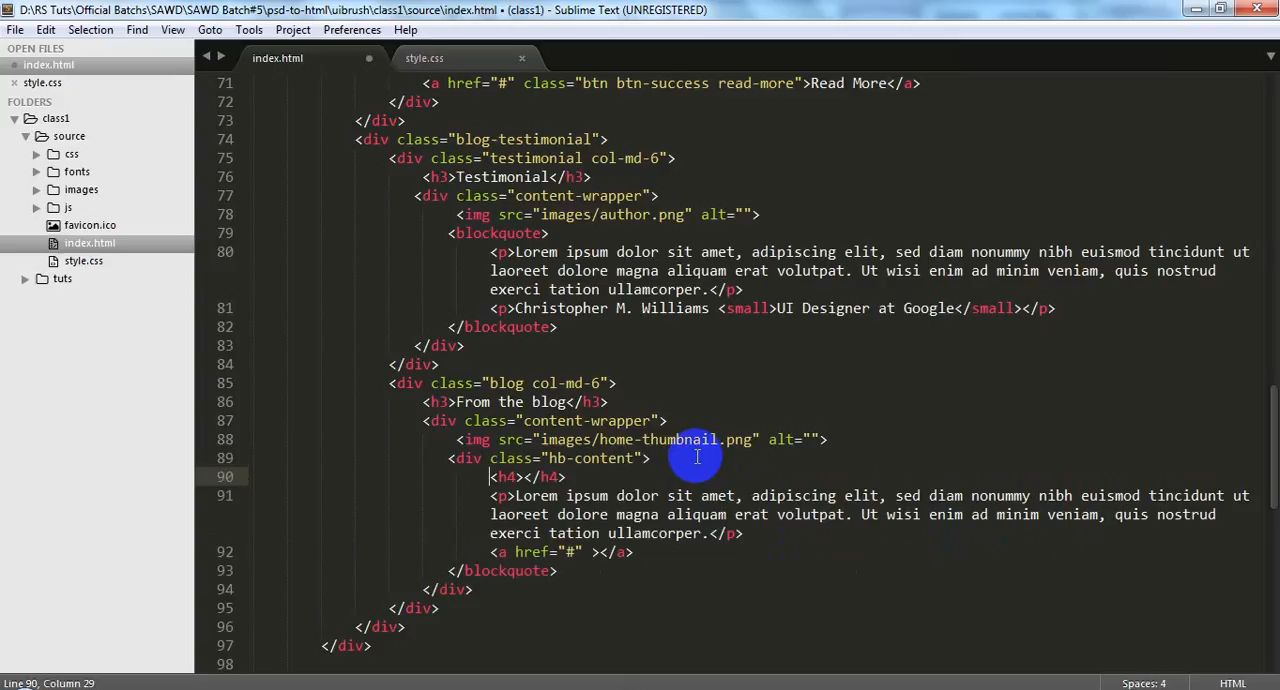 D:\RS Tuts\Official Batchs\SAWD\SAWD Batch#5\psd-to-html\uibrush\class1\source\index.html • (class1) - Sublime Text (UNREGISTERED)
File Edit Selection Find View Goto Tools Project Preferences Help
OPEN FILES
index.html
style.css
FOLDERS
class1
source
css
fonts
images
js
favicon.ico
index.html
style.css
tuts
index.html style.css
71 <a href="#" class="btn btn-success read-more">Read More</a>
72 </div>
73 </div>
74 <div class="blog-testimonial">
75 <div class="testimonial col-md-6">
76 <h3>Testimonial</h3>
77 <div class="content-wrapper">
78 <img src="images/author.png" alt="">
79 <blockquote>
80 <p>Lorem ipsum dolor sit amet, adipiscing elit, sed diam nonummy nibh euismod tincidunt ut
laoreet dolore magna aliquam erat volutpat. Ut wisi enim ad minim veniam, quis nostrud
exerci tation ullamcorper.</p>
81 <p>Christopher M. Williams <small>UI Designer at Google</small></p>
82 </blockquote>
83 </div>
84 </div>
85 <div class="blog col-md-6">
86 <h3>From the blog</h3>
87 <div class="content-wrapper">
88 <img src="images/home-thumbnail.png" alt="">
89 <div class="hb-content">
90 <h4></h4>
91 <p>Lorem ipsum dolor sit amet, adipiscing elit, sed diam nonummy nibh euismod tincidunt ut
laoreet dolore magna aliquam erat volutpat. Ut wisi enim ad minim veniam, quis nostrud
exerci tation ullamcorper.</p>
92 <a href="#" ></a>
93 </blockquote>
94 </div>
95 </div>
96 </div>
97 </div>
98
Line 90, Column 29 Spaces: 4 HTML